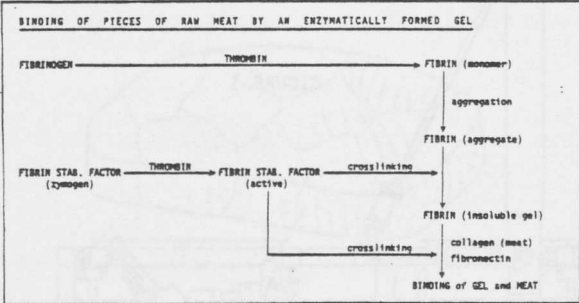 BINDING OF PIECES OF RAW MEAT BY AN ENZYMATICALLY FORMED GEL
FIBRINOGEN THROMBIN FIBRIN (monomer)
aggregation
FIBRIN (aggregate)
FIBRIN STAB. FACTOR THROMBIN FIBRIN STAB. FACTOR crosslinking
(zymogen) (active)
FIBRIN (insoluble gel)
crosslinking collagen (meat)
fibronectin
BINDING of GEL and MEAT